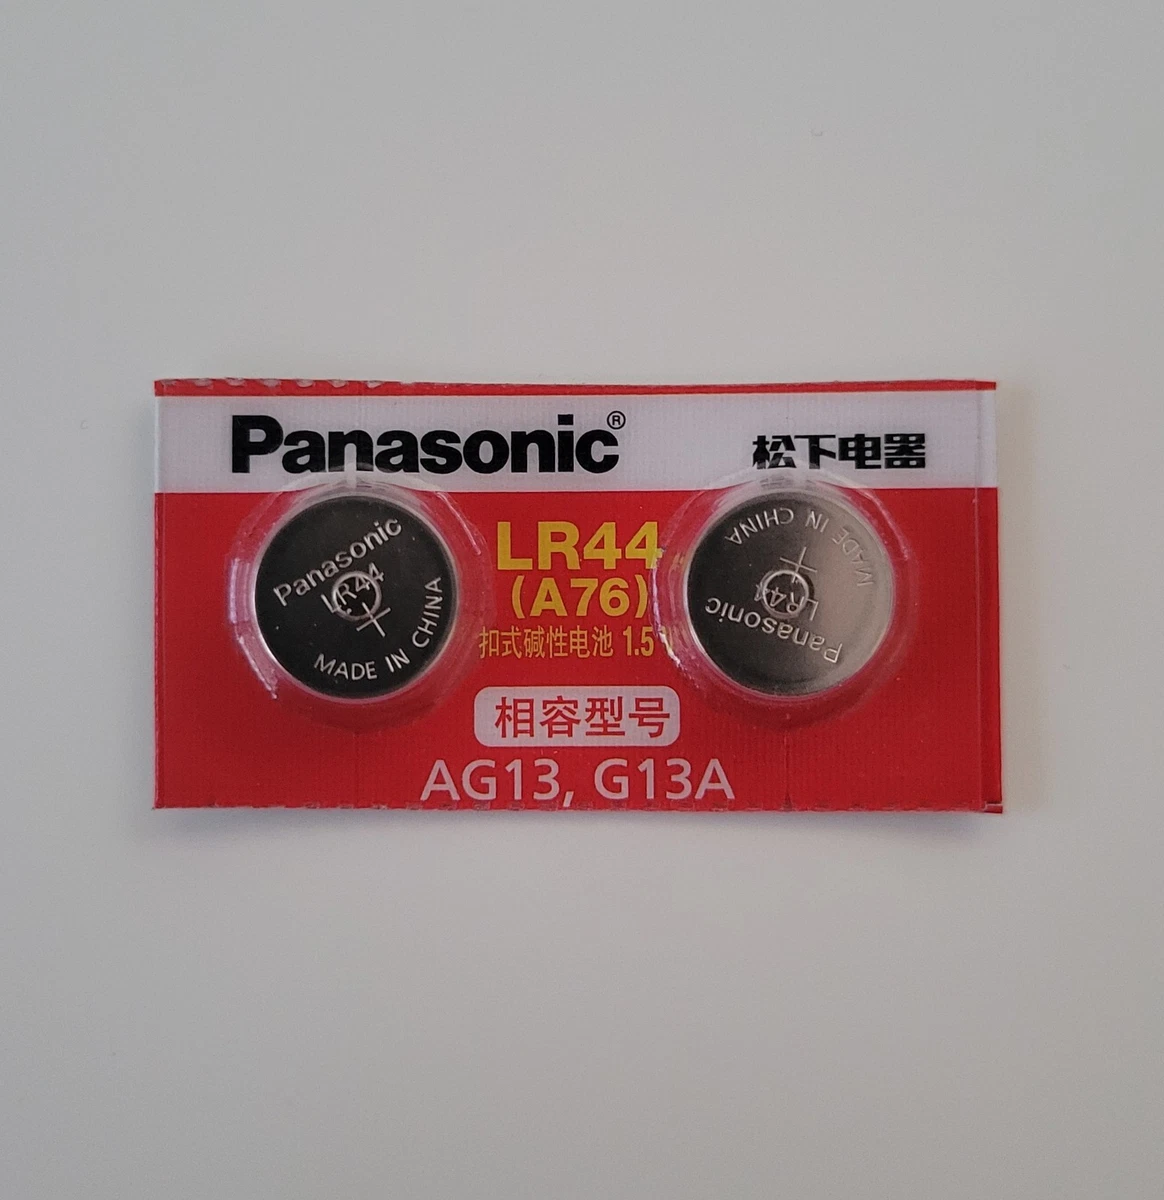 Panasonic®
松下电器
LR44
(A76)
扣式碱性电池 1.5V
相容型号
AG13, G13A
Panasonic
LR44
+
MADE IN CHINA
MADE IN CHINA
+
LR44
Panasonic